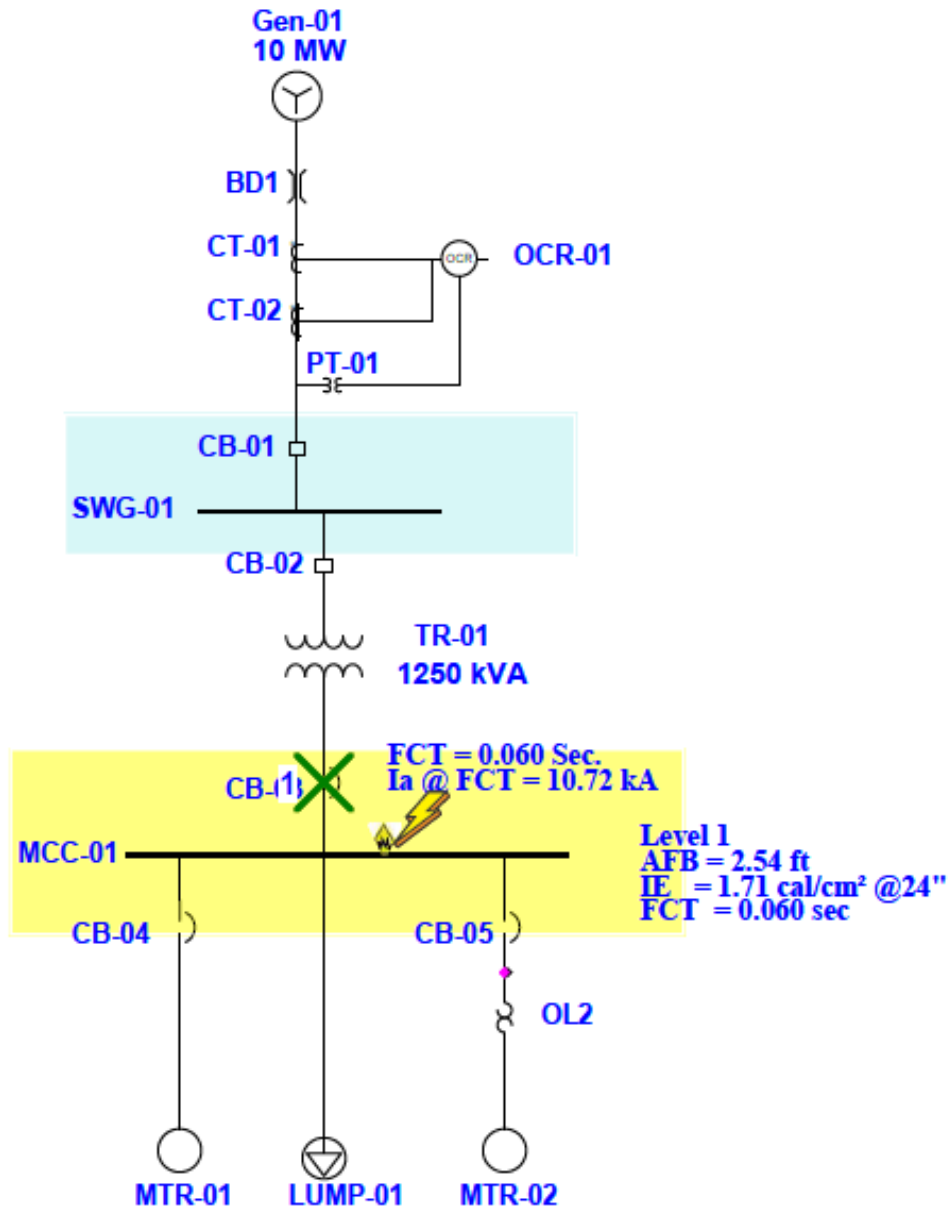 Gen-01
10 MW
BD1
CT-01
OCR
OCR-01
CT-02
PT-01
CB-01
SWG-01
CB-02
TR-01
1250 kVA
FCT = 0.060 Sec.
Ia @ FCT = 10.72 kA
1
MCC-01
Level 1
AFB = 2.54 ft
IE = 1.71 cal/cm² @24"
FCT = 0.060 sec
CB-04
CB-05
OL2
MTR-01
LUMP-01
MTR-02